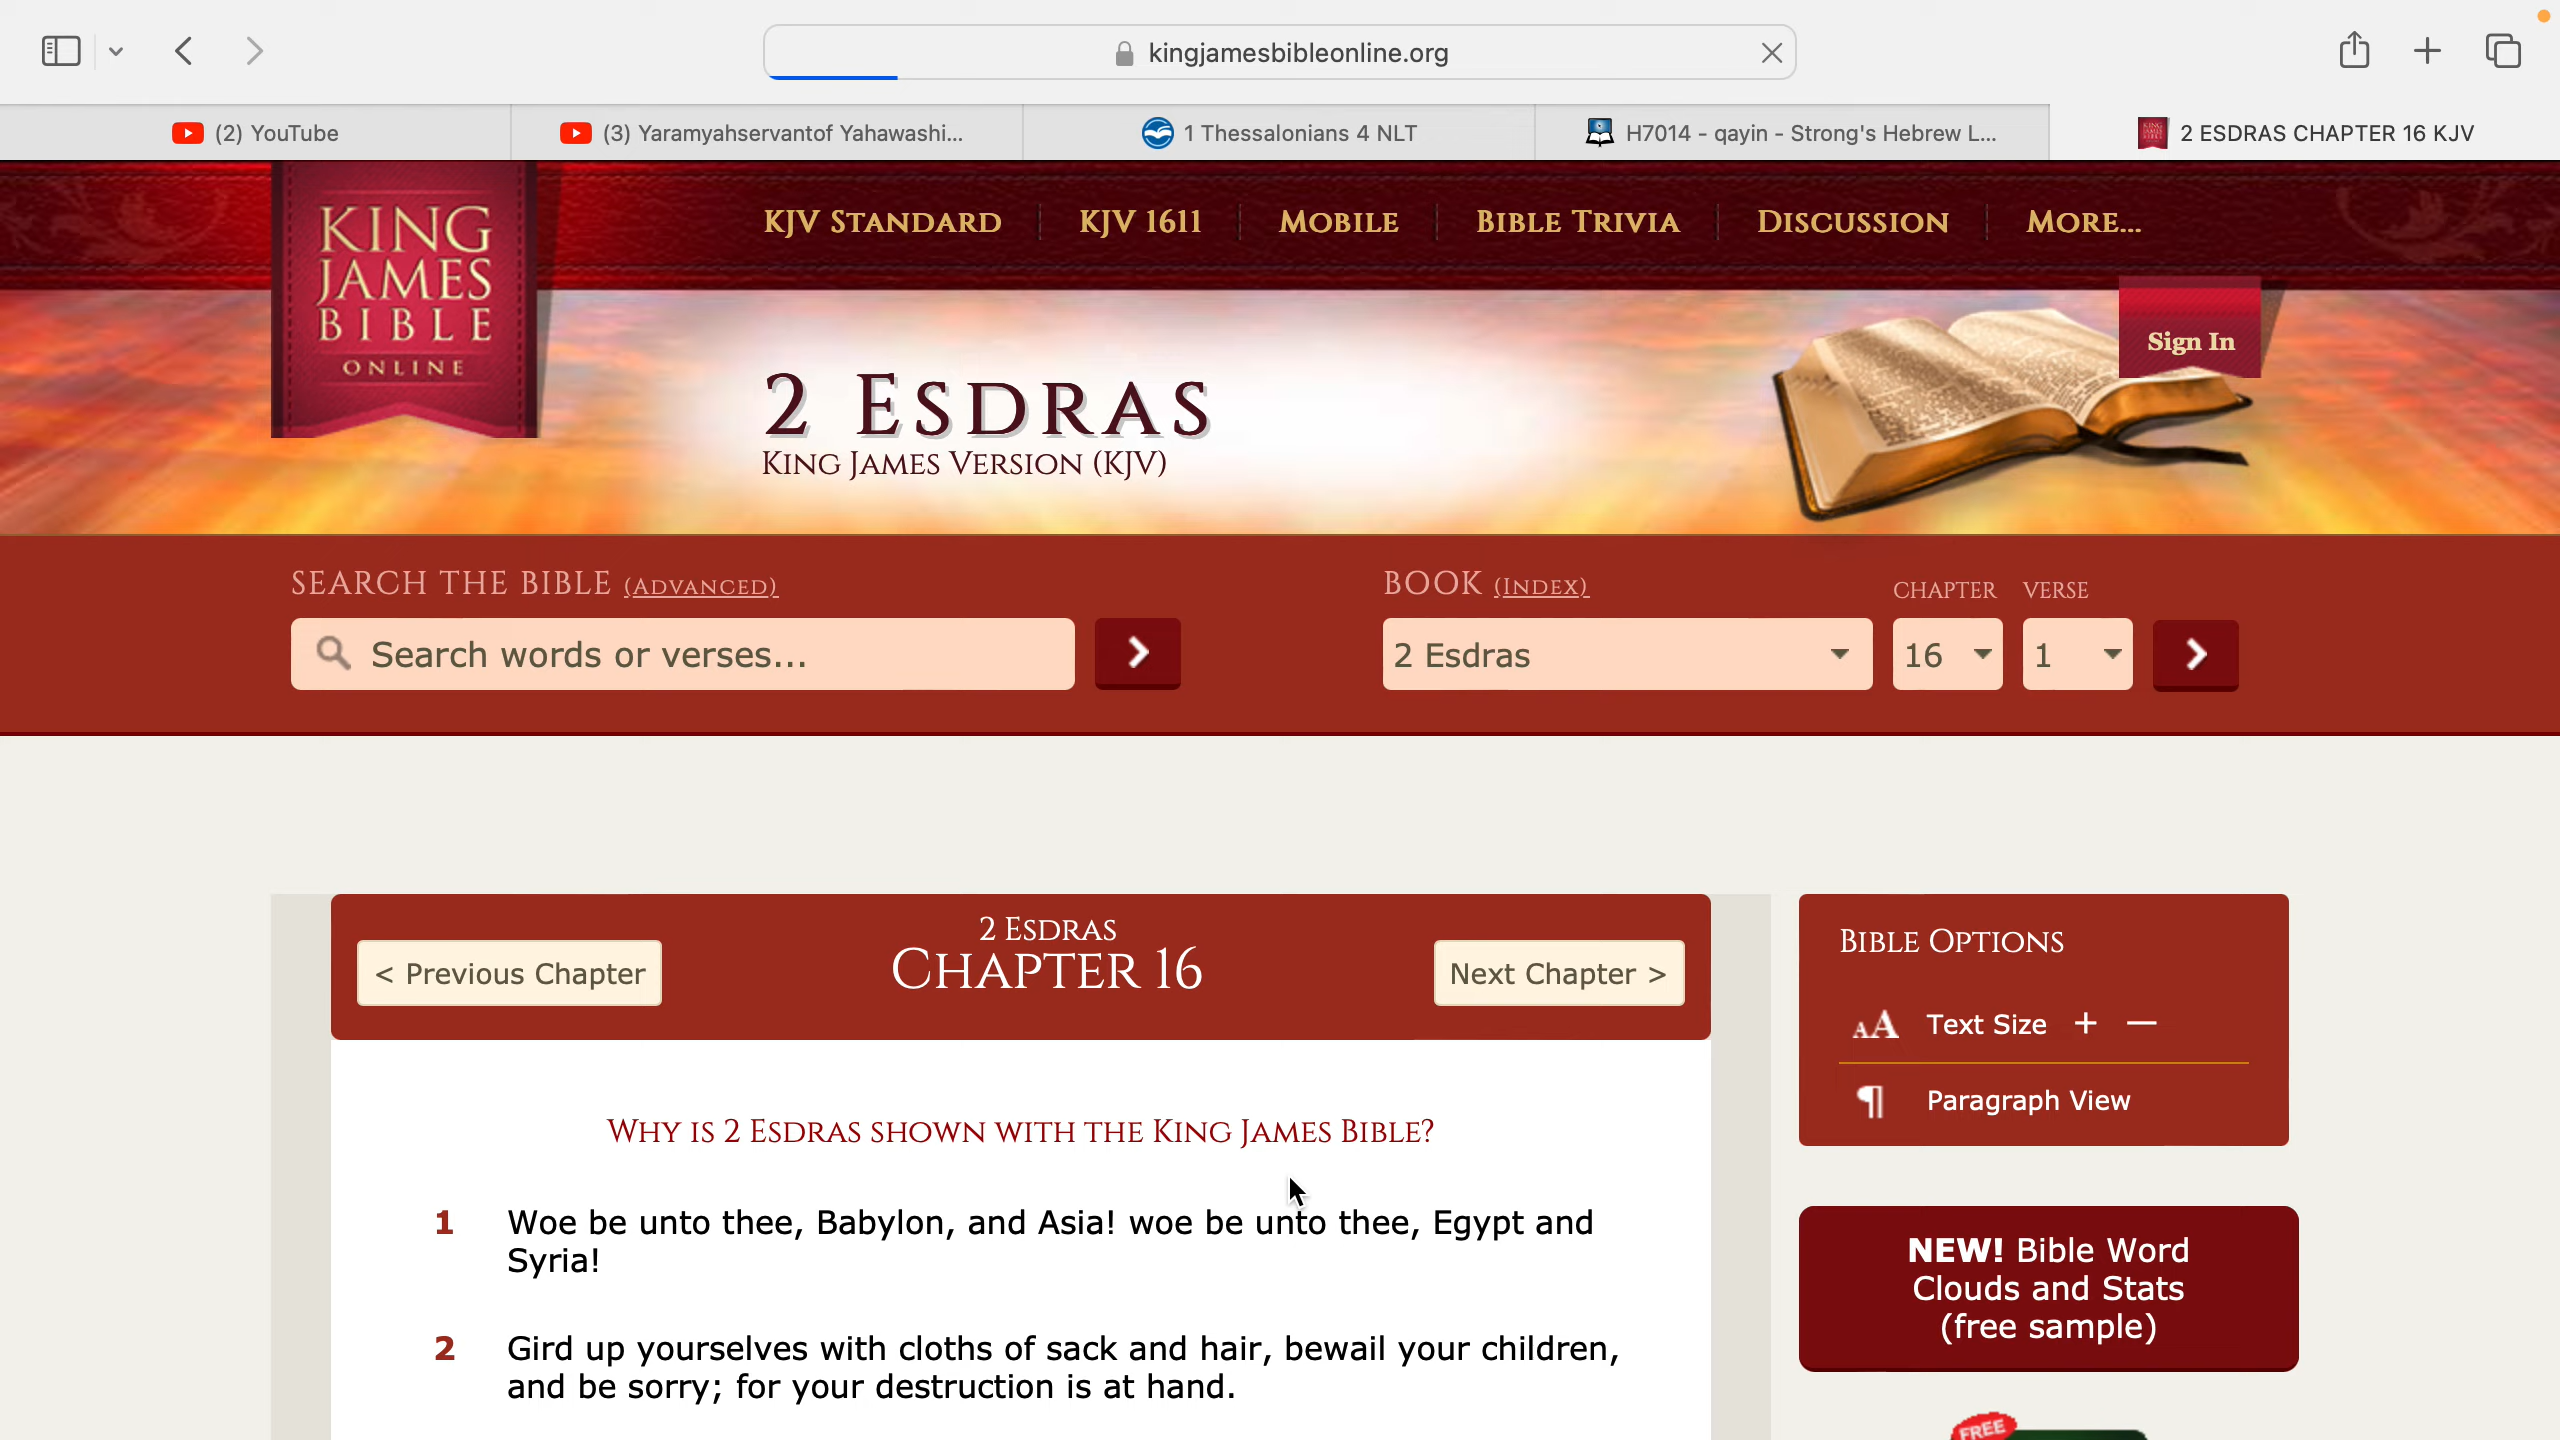 kingjamesbibleonline.org
(2) YouTube
(3) Yaramyahservantof Yahawashi...
1 Thessalonians 4 NLT
H7014 - qayin - Strong's Hebrew L...
2 ESDRAS CHAPTER 16 KJV
KING
JAMES
BIBLE
ONLINE
KJV Standard
KJV 1611
Mobile
Bible Trivia
Discussion
More...
Sign In
2 Esdras
King James Version (KJV)
SEARCH THE BIBLE (Advanced)
Search words or verses...
BOOK (Index)
CHAPTER
VERSE
2 Esdras
16
1
< Previous Chapter
2 Esdras
Chapter 16
Next Chapter >
Why is 2 Esdras shown with the King James Bible?
1 Woe be unto thee, Babylon, and Asia! woe be unto thee, Egypt and
Syria!
2 Gird up yourselves with cloths of sack and hair, bewail your children,
and be sorry; for your destruction is at hand.
Bible Options
AA Text Size + —
¶ Paragraph View
NEW! Bible Word
Clouds and Stats
(free sample)
FREE